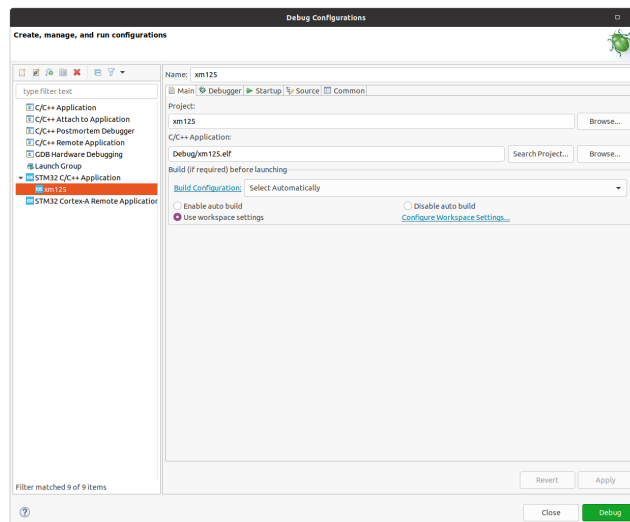 Debug Configurations
Create, manage, and run configurations
type filter text
C/C++ Application
C/C++ Attach to Application
C/C++ Postmortem Debugger
C/C++ Remote Application
GDB Hardware Debugging
Launch Group
STM32 C/C++ Application
xm125
STM32 Cortex-A Remote Application
Filter matched 9 of 9 items
Name: xm125
Main Debugger Startup Source Common
Project:
xm125 Browse...
C/C++ Application:
Debug/xm125.elf Search Project... Browse...
Build (if required) before launching
Build Configuration: Select Automatically
Enable auto build Disable auto build
Use workspace settings Configure Workspace Settings...
Revert Apply
Close Debug